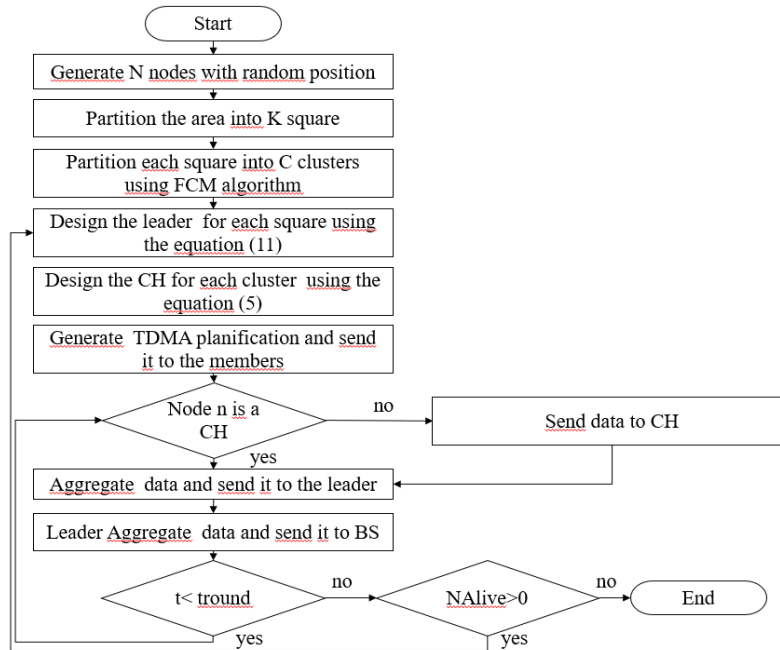 Start
Generate N nodes with random position
Partition the area into K square
Partition each square into C clusters
using FCM algorithm
Design the leader for each square using
the equation (11)
Design the CH for each cluster using the
equation (5)
Generate TDMA planification and send
it to the members
Node n is a
CH
no
Send data to CH
yes
Aggregate data and send it to the leader
Leader Aggregate data and send it to BS
t< tround
no
NAlive>0
no
End
yes
yes